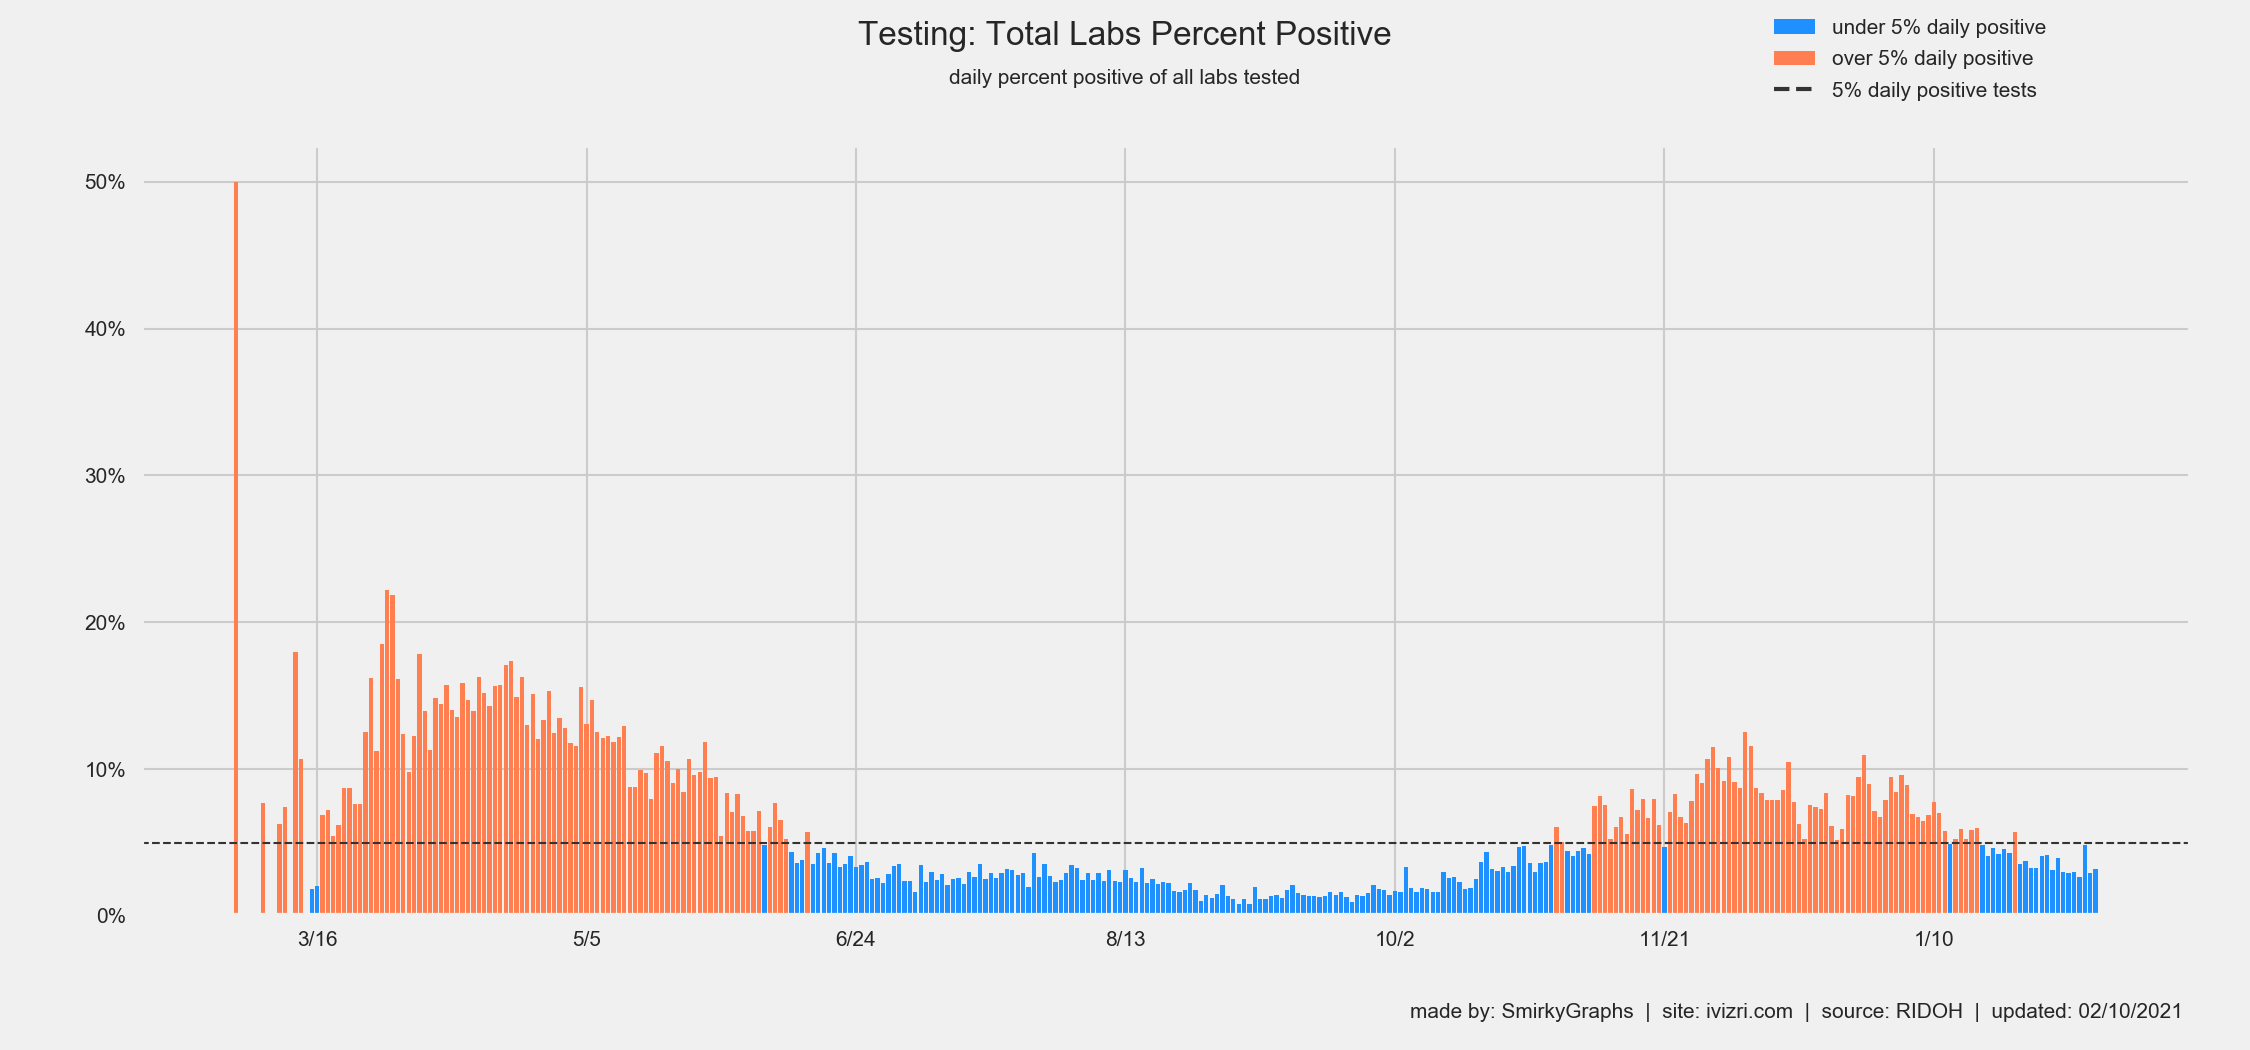 Testing: Total Labs Percent Positive
daily percent positive of all labs tested
under 5% daily positive
over 5% daily positive
5% daily positive tests
50%
40%
30%
20%
10%
0%
3/16 5/5 6/24 8/13 10/2 11/21 1/10
made by: SmirkyGraphs | site: ivizri.com | source: RIDOH | updated: 02/10/2021